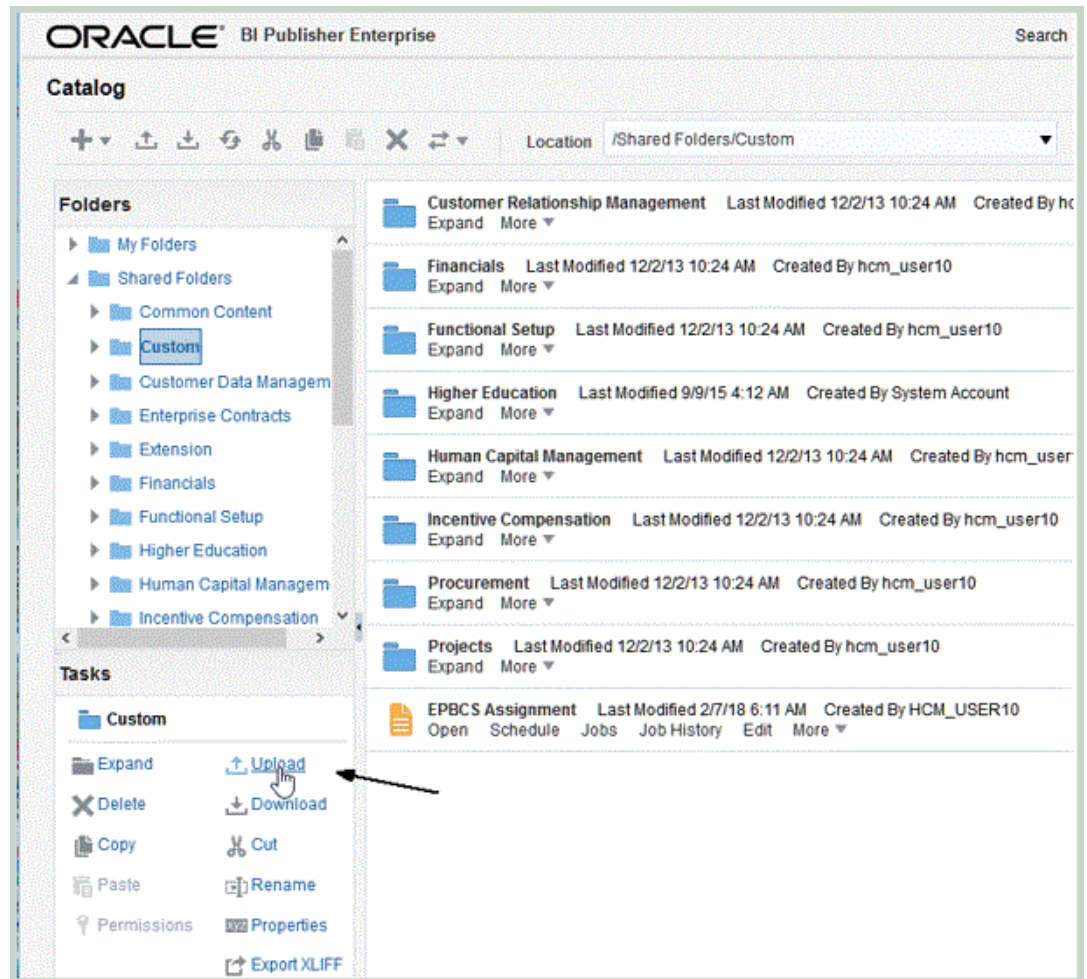 ORACLE® BI Publisher Enterprise
Search
Catalog
Location /Shared Folders/Custom
Folders
My Folders
Shared Folders
Common Content
Custom
Customer Data Managem
Enterprise Contracts
Extension
Financials
Functional Setup
Higher Education
Human Capital Managem
Incentive Compensation
Tasks
Custom
Expand Upload
Delete Download
Copy Cut
Paste Rename
Permissions Properties
Export XLIFF
Customer Relationship Management Last Modified 12/2/13 10:24 AM Created By hc
Expand More
Financials Last Modified 12/2/13 10:24 AM Created By hcm_user10
Expand More
Functional Setup Last Modified 12/2/13 10:24 AM Created By hcm_user10
Expand More
Higher Education Last Modified 9/9/15 4:12 AM Created By System Account
Expand More
Human Capital Management Last Modified 12/2/13 10:24 AM Created By hcm_user
Expand More
Incentive Compensation Last Modified 12/2/13 10:24 AM Created By hcm_user10
Expand More
Procurement Last Modified 12/2/13 10:24 AM Created By hcm_user10
Expand More
Projects Last Modified 12/2/13 10:24 AM Created By hcm_user10
Expand More
EPBCS Assignment Last Modified 2/7/18 6:11 AM Created By HCM_USER10
Open Schedule Jobs Job History Edit More